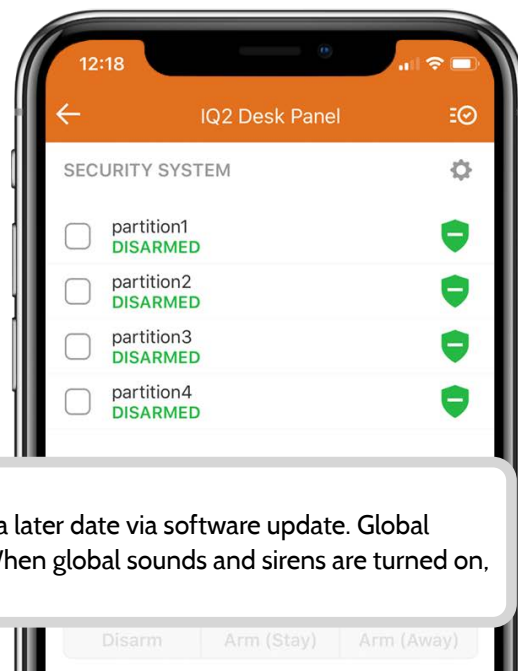 12:18
IQ2 Desk Panel
SECURITY SYSTEM
partition1
DISARMED
partition2
DISARMED
partition3
DISARMED
partition4
DISARMED
a later date via software update. Global
When global sounds and sirens are turned on,
Disarm Arm (Stay) Arm (Away)